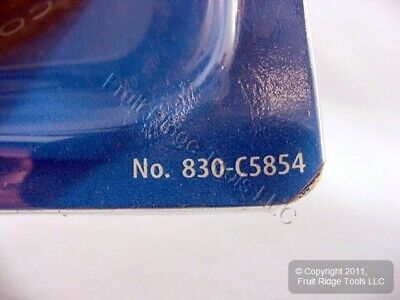 Fruit Ridge Tools LLC
No. 830-C5854
© Copyright 2011,
Fruit Ridge Tools LLC